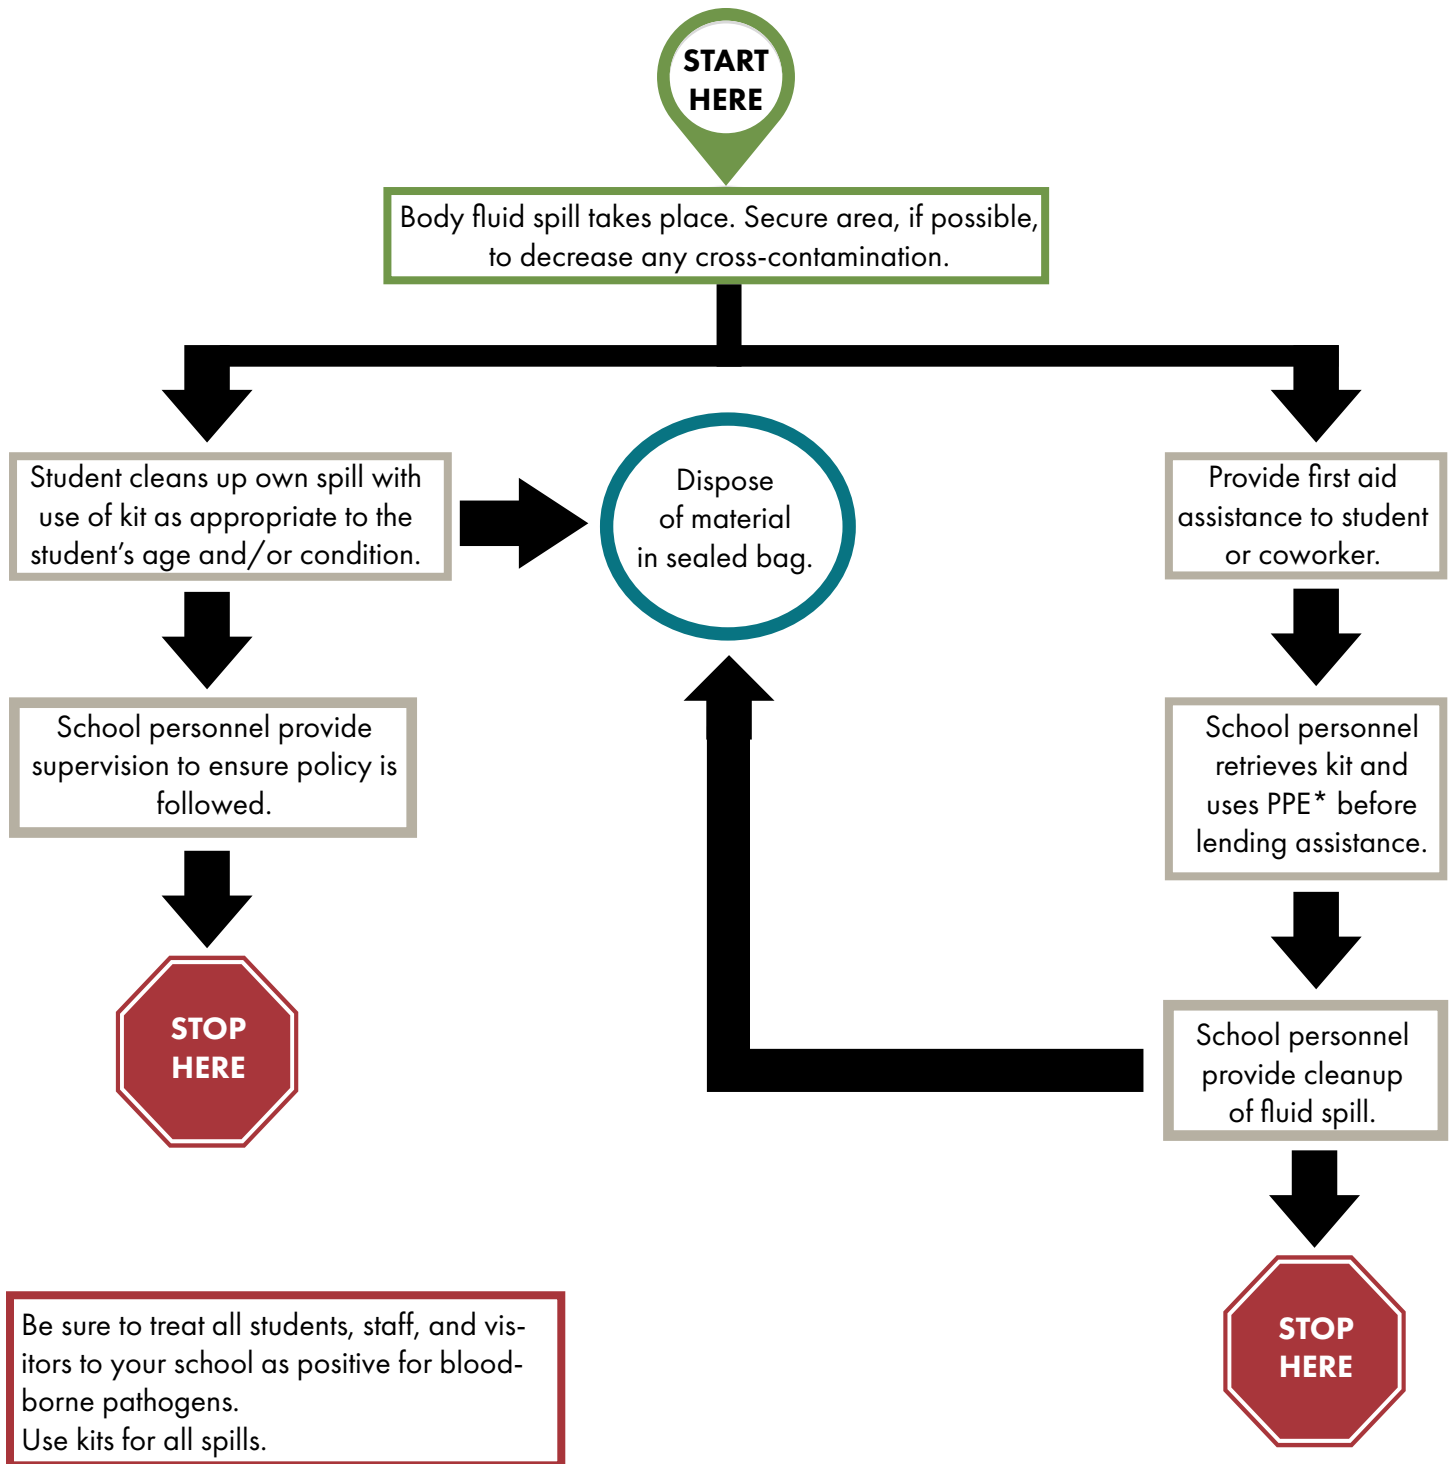 START
HERE
Body fluid spill takes place. Secure area, if possible,
to decrease any cross-contamination.
Student cleans up own spill with
use of kit as appropriate to the
student’s age and/or condition.
Dispose
of material
in sealed bag.
Provide first aid
assistance to student
or coworker.
School personnel provide
supervision to ensure policy is
followed.
School personnel
retrieves kit and
uses PPE* before
lending assistance.
STOP
HERE
School personnel
provide cleanup
of fluid spill.
STOP
HERE
Be sure to treat all students, staff, and vis-
itors to your school as positive for blood-
borne pathogens.
Use kits for all spills.